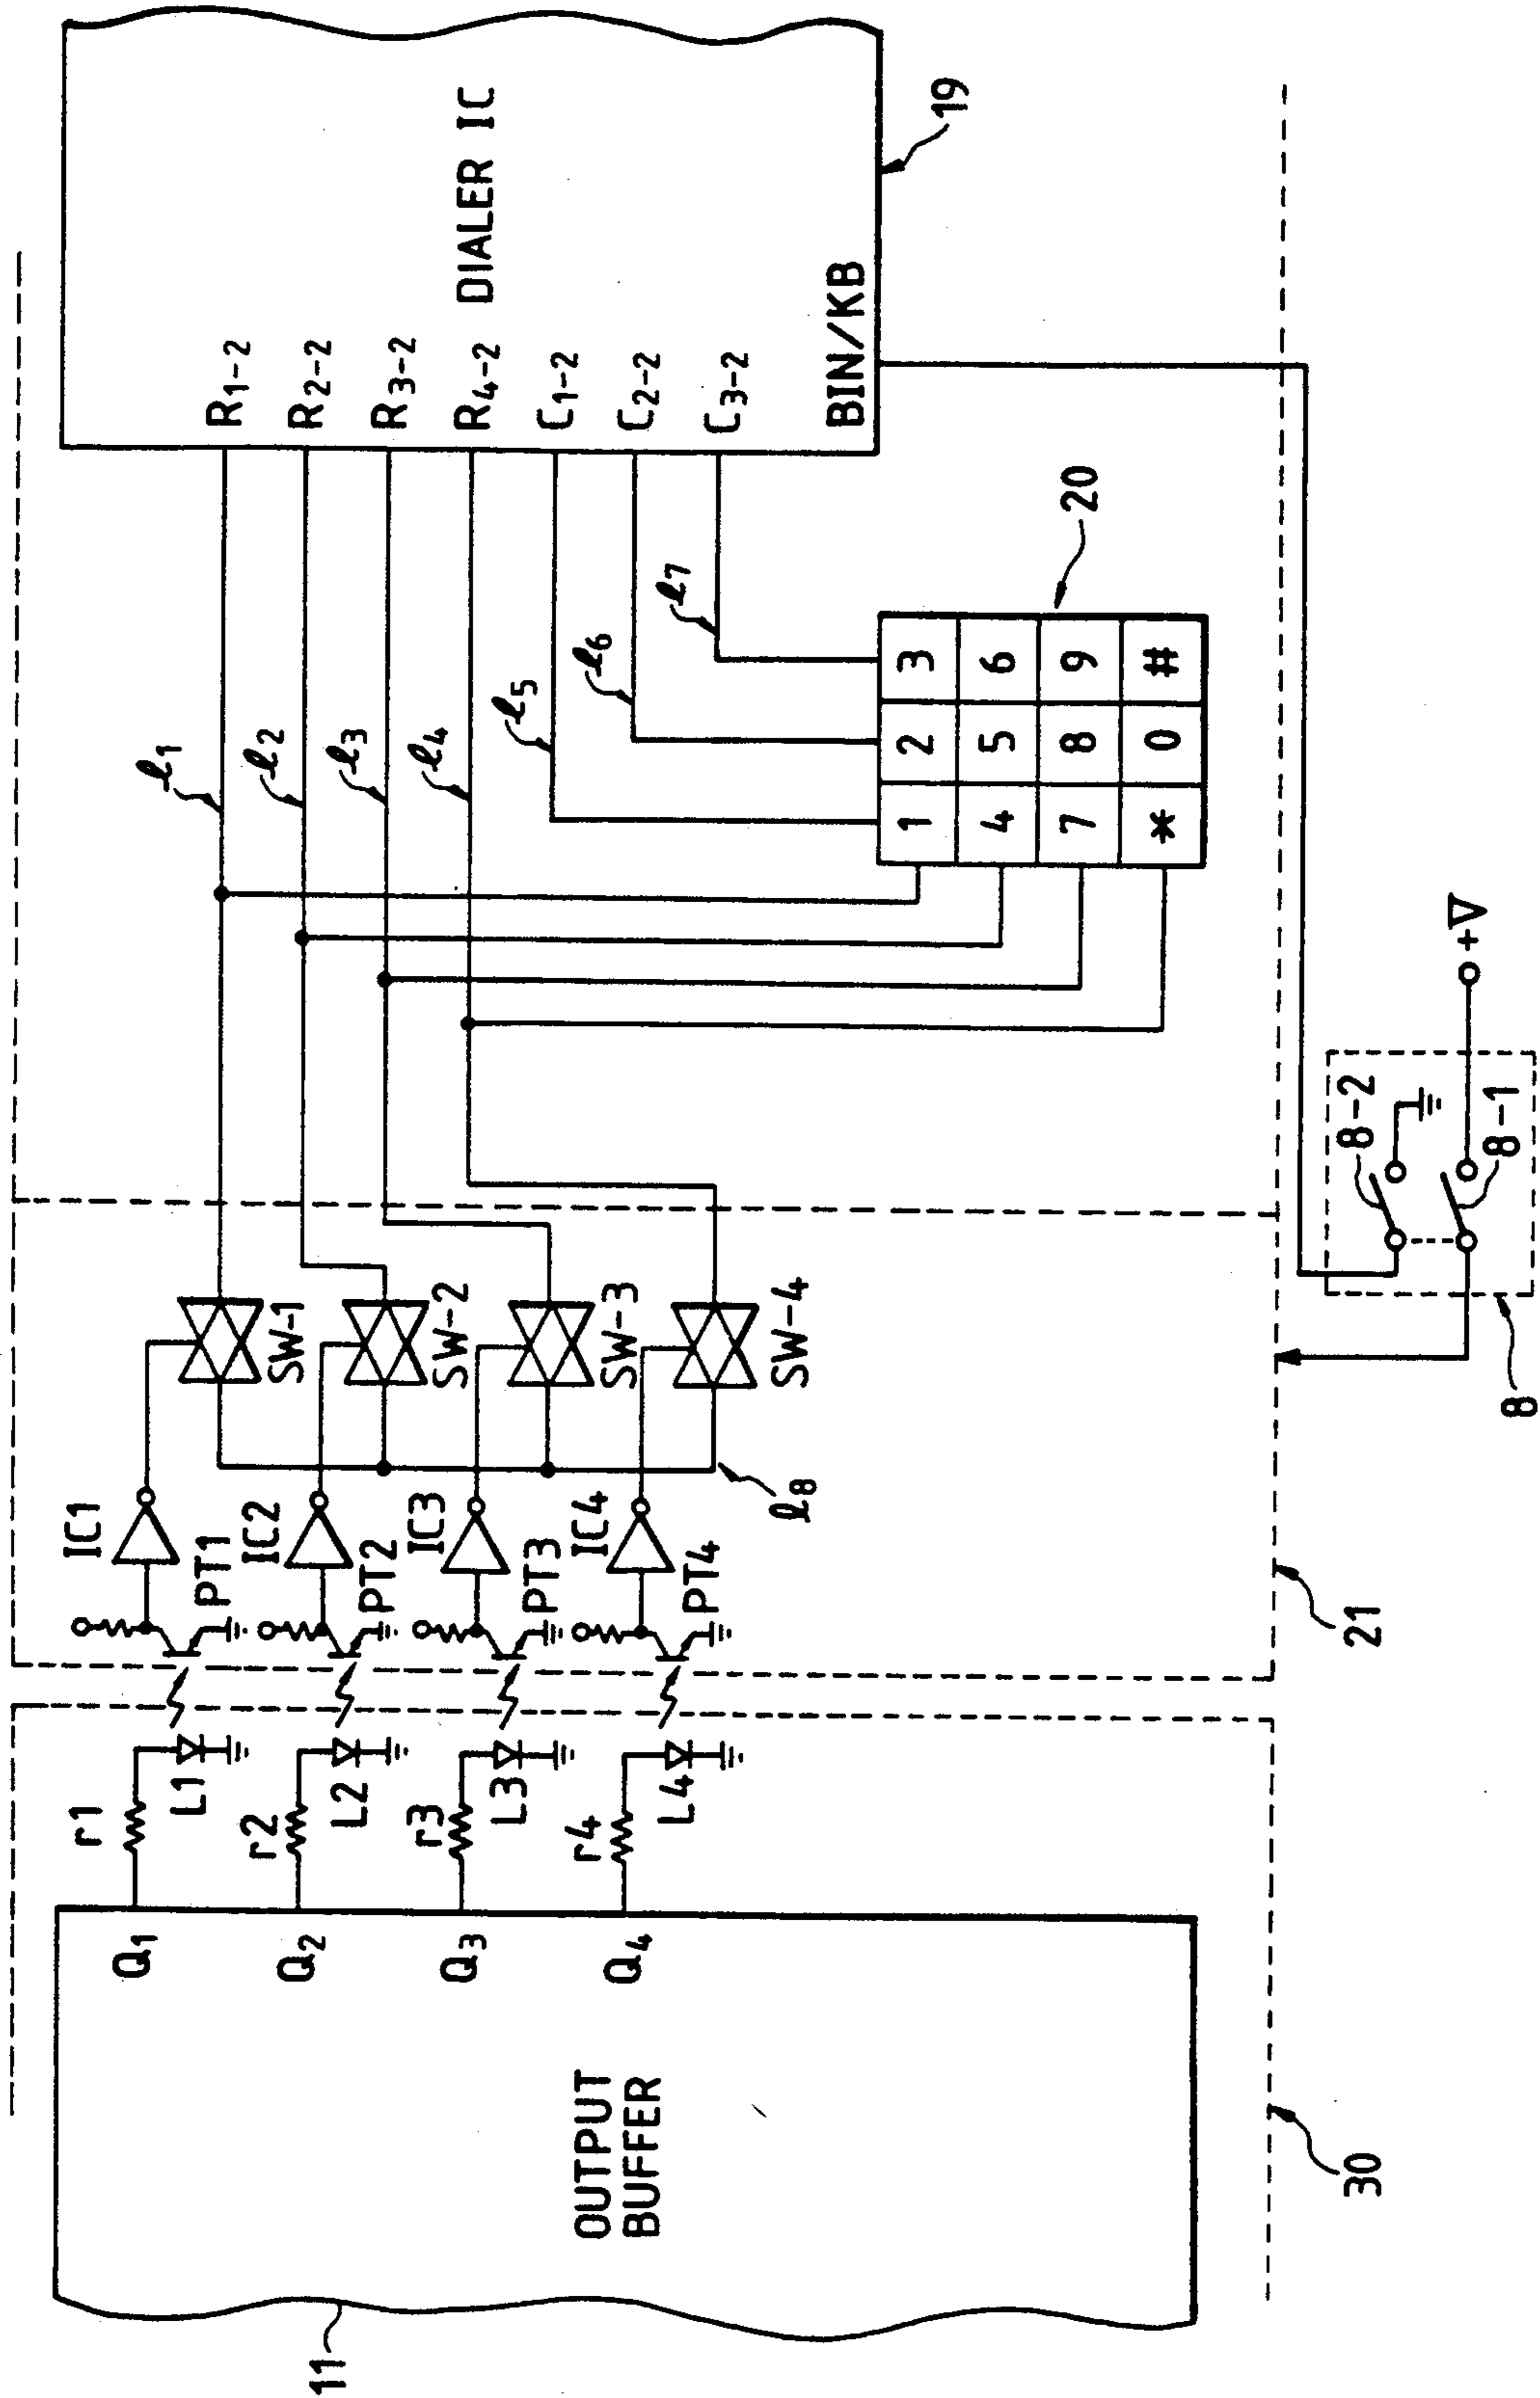 11
OUTPUT
BUFFER
Q1
Q2
Q3
Q4
30
r1
L1
r2
L2
r3
L3
r4
L4
PT1
PT2
PT3
PT4
IC1
IC2
IC3
IC4
21
ℓ8
SW-1
SW-2
SW-3
SW-4
8
8-2
8-1
+V
ℓ1
ℓ2
ℓ3
ℓ4
ℓ5
ℓ6
ℓ7
1 2 3
4 5 6
7 8 9
* 0 #
20
R1-2
R2-2
R3-2
R4-2
C1-2
C2-2
C3-2
BIN/KB
DIALER IC
19